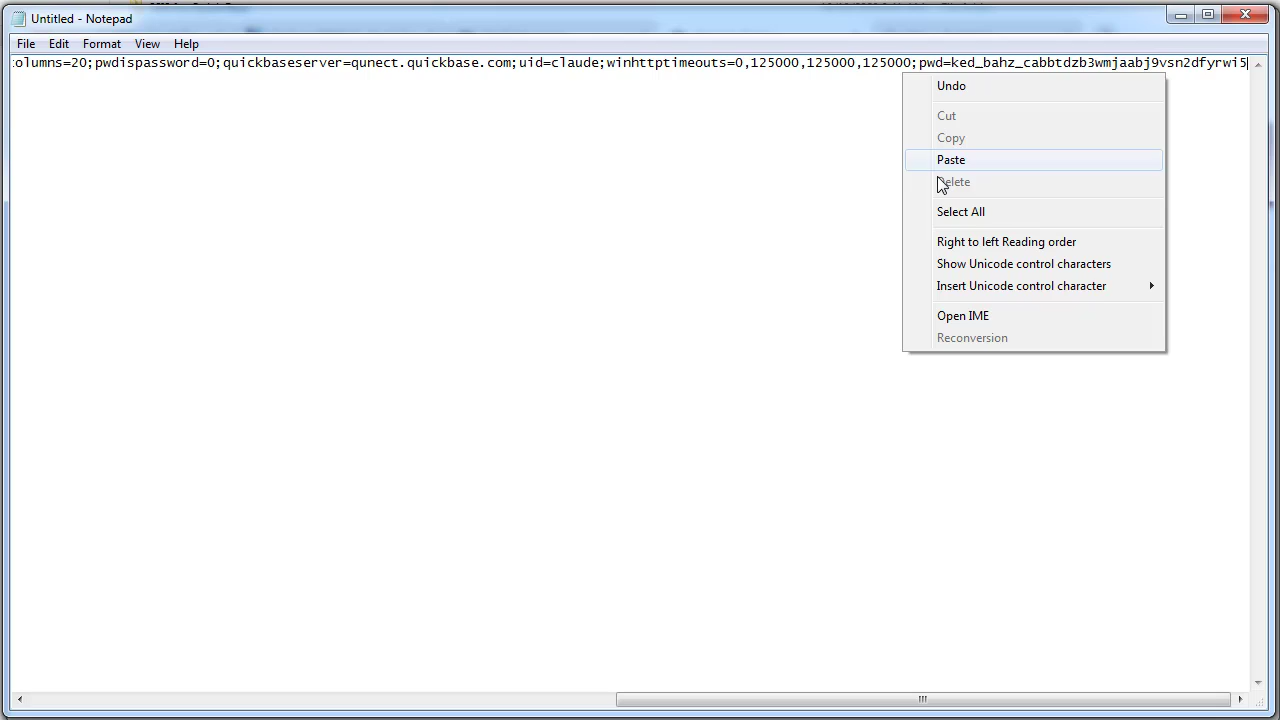 Untitled - Notepad
File Edit Format View Help
olumns=20;pwdispassword=0;quickbaseserver=qunect.quickbase.com;uid=claude;winhttptimeouts=0,125000,125000,125000;pwd=ked_bahz_cabbtdzb3wmjaabj9vsn2dfyrwi5
Undo
Cut
Copy
Paste
Delete
Select All
Right to left Reading order
Show Unicode control characters
Insert Unicode control character
Open IME
Reconversion